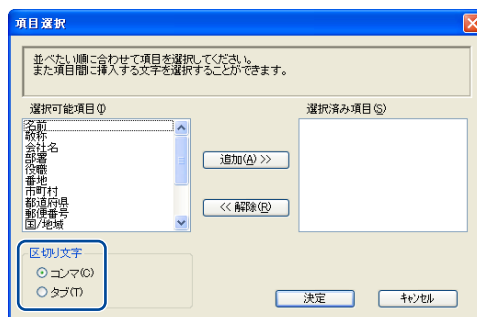 項目選択
並べたい順に合わせて項目を選択してください。
また項目間に挿入する文字を選択することができます。
選択可能項目(I)
選択済み項目(S)
名前
敬称
会社名
部署
役職
番地
市町村
都道府県
郵便番号
国/地域
追加(A) >>
<< 解除(R)
区切り文字
コンマ(C)
タブ(T)
決定
キャンセル